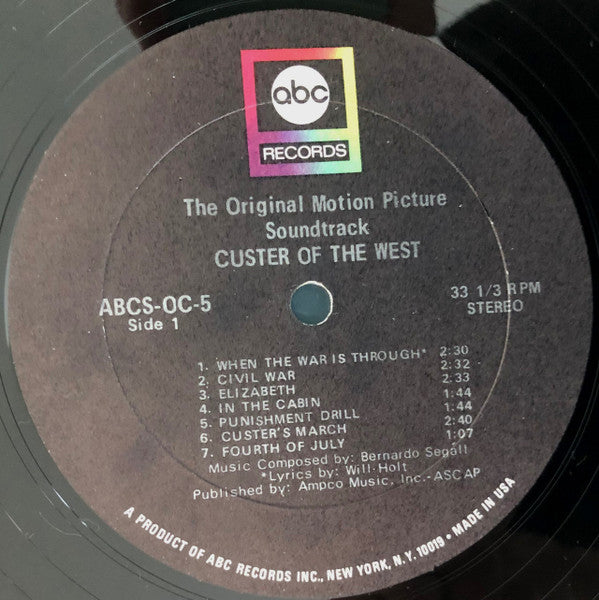 abc
RECORDS
The Original Motion Picture
Soundtrack
CUSTER OF THE WEST
ABCS-OC-5
Side 1
33 1/3 RPM
STEREO
1. WHEN THE WAR IS THROUGH* 2:30
2. CIVIL WAR 2:32
3. ELIZABETH 2:33
4. IN THE CABIN 1:44
5. PUNISHMENT DRILL 1:44
6. CUSTER'S MARCH 2:40
7. FOURTH OF JULY 1:07
Music Composed by: Bernardo Segáll
*Lyrics by: Will Holt
Published by: Ampco Music, Inc.-ASCAP
A PRODUCT OF ABC RECORDS INC., NEW YORK, N.Y. 10019 • MADE IN USA